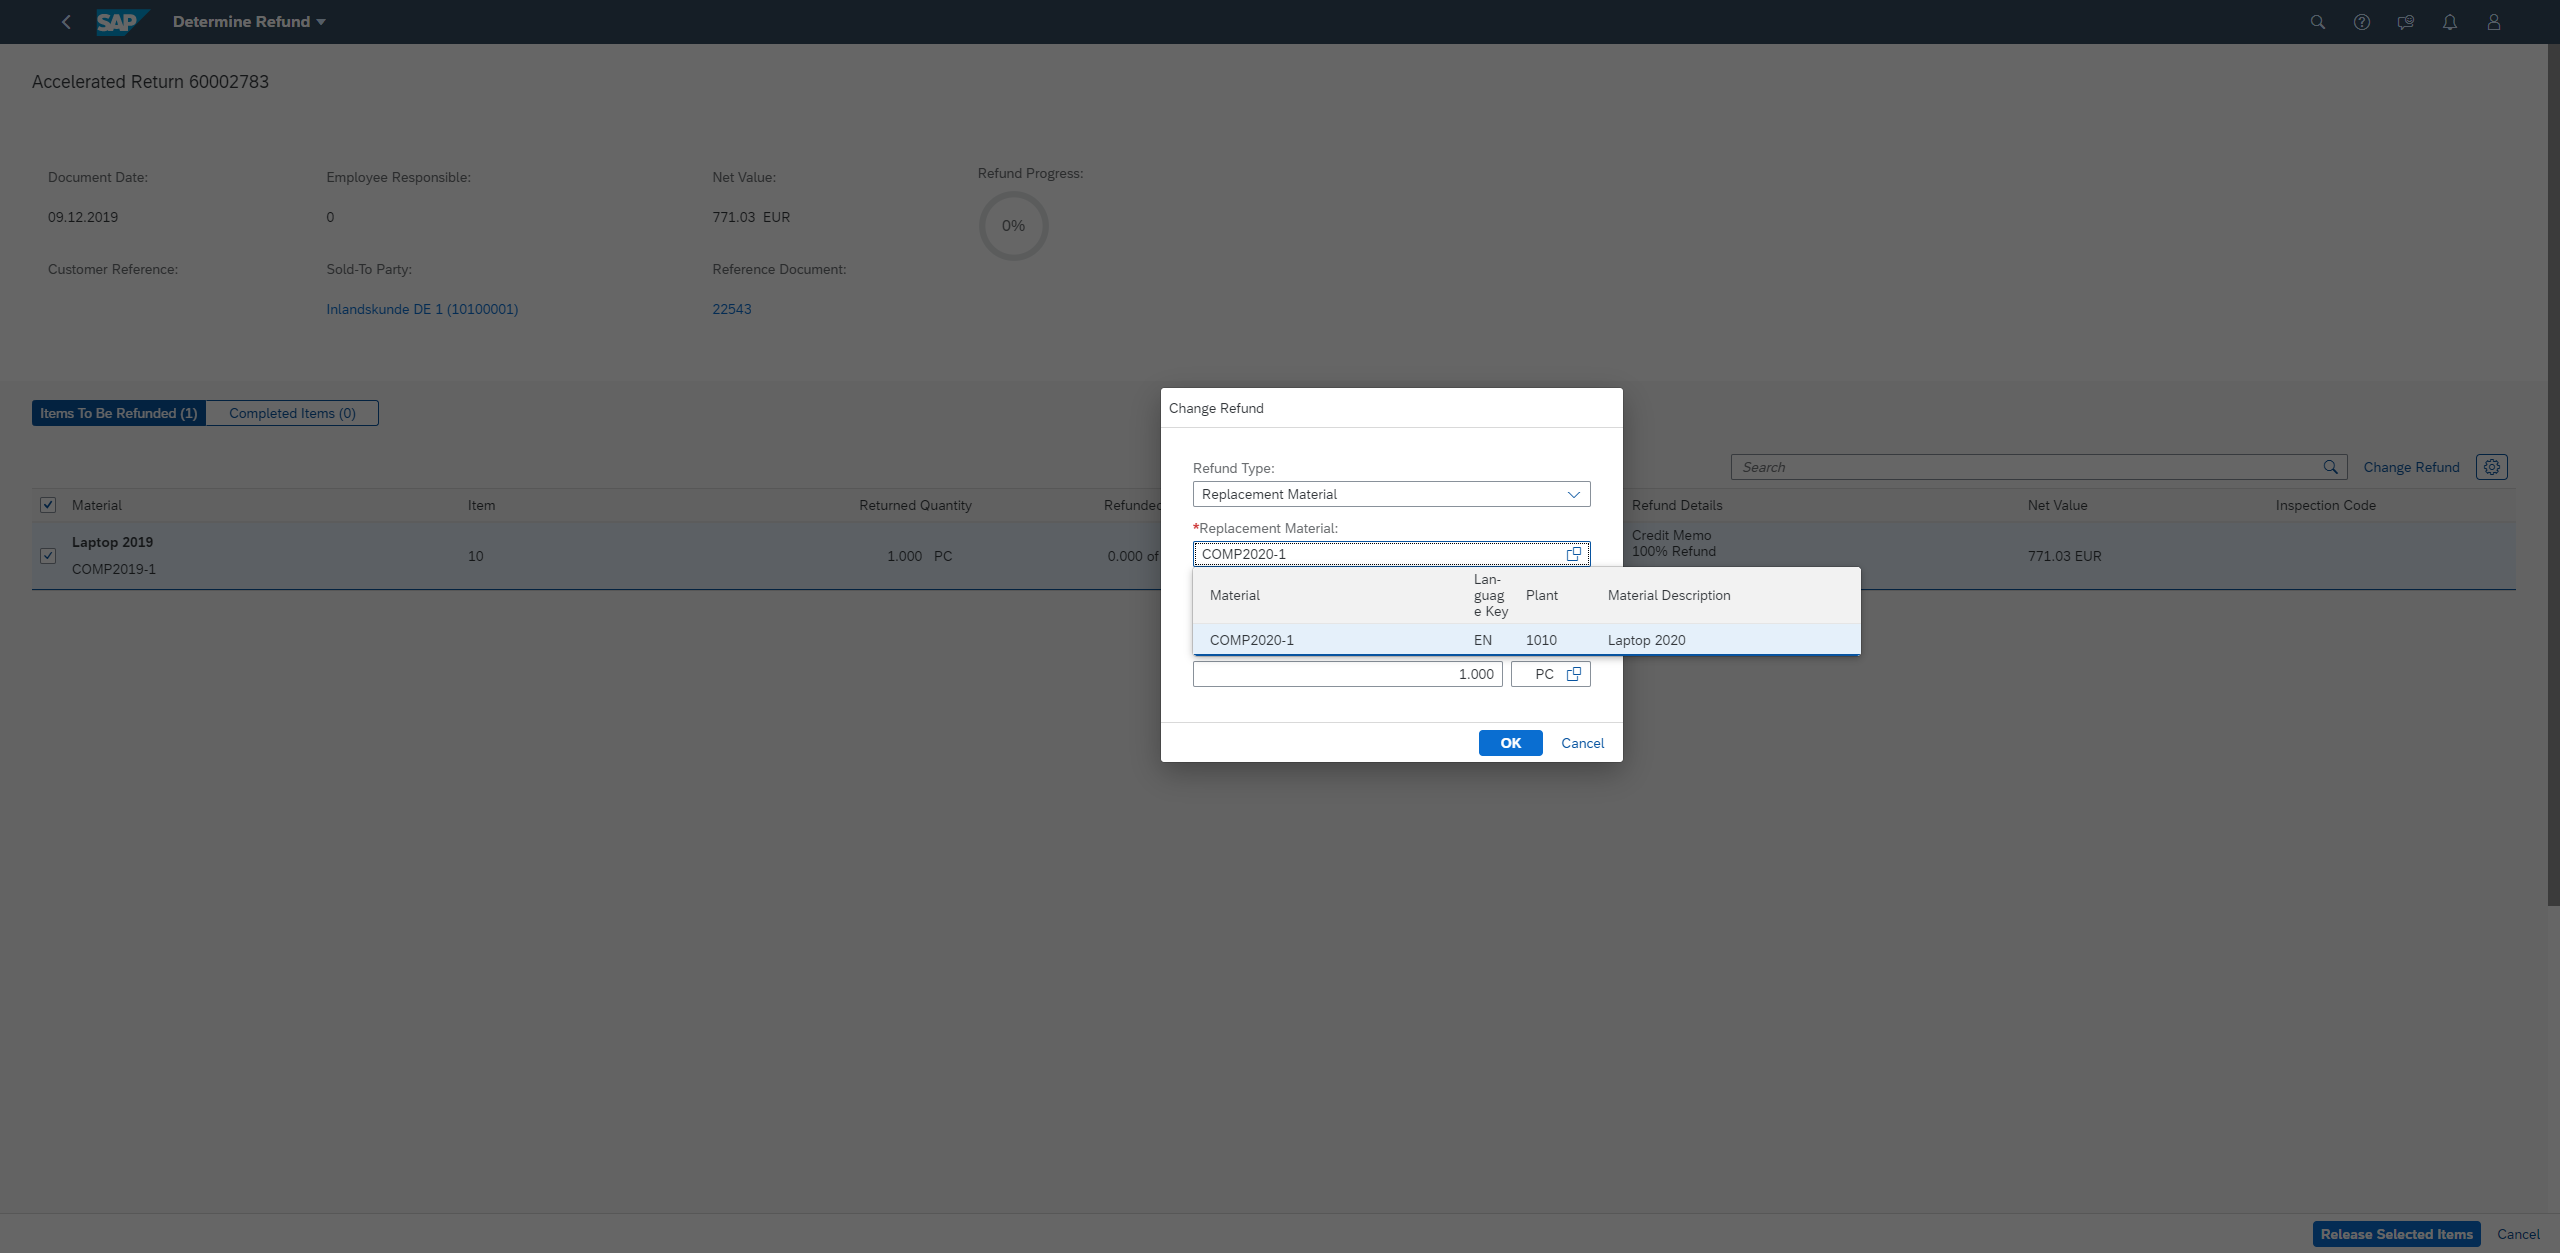 SAP Determine Refund
Accelerated Return 60002783
Document Date: Employee Responsible: Net Value: Refund Progress:
09.12.2019 0 771.03 EUR 0%
Customer Reference: Sold-To Party: Reference Document:
Inlandskunde DE 1 (10100001) 22543
Items To Be Refunded (1) Completed Items (0)
Search Change Refund
Material Item Returned Quantity Refunded Refund Details Net Value Inspection Code
Laptop 2019
COMP2019-1
10 1.000 PC 0.000 of
Credit Memo
100% Refund
771.03 EUR
Change Refund
Refund Type:
Replacement Material
*Replacement Material:
COMP2020-1
Material
Lan-
guag
e Key
Plant Material Description
COMP2020-1 EN 1010 Laptop 2020
1.000 PC
OK Cancel
Release Selected Items Cancel